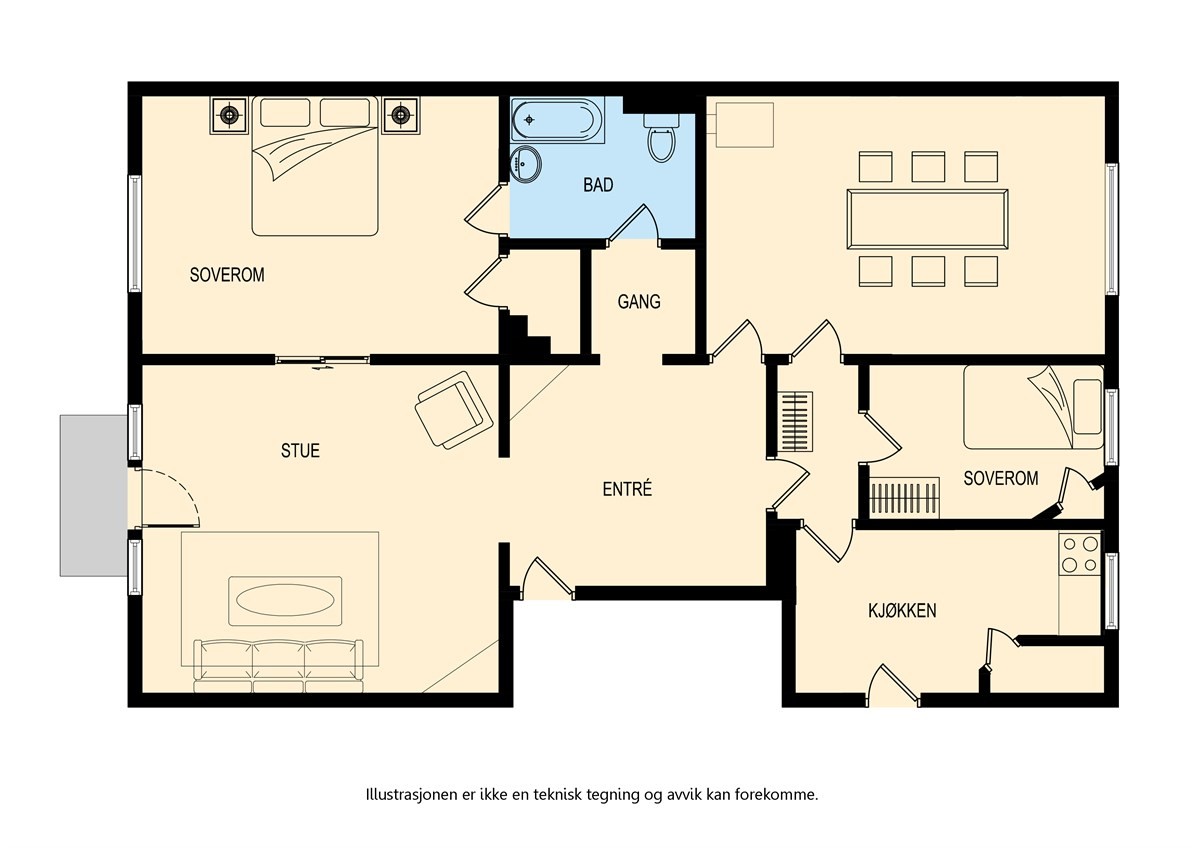 BAD
SOVEROM
GANG
STUE
SOVEROM
ENTRÉ
KJØKKEN
Illustrasjonen er ikke en teknisk tegning og avvik kan forekomme.